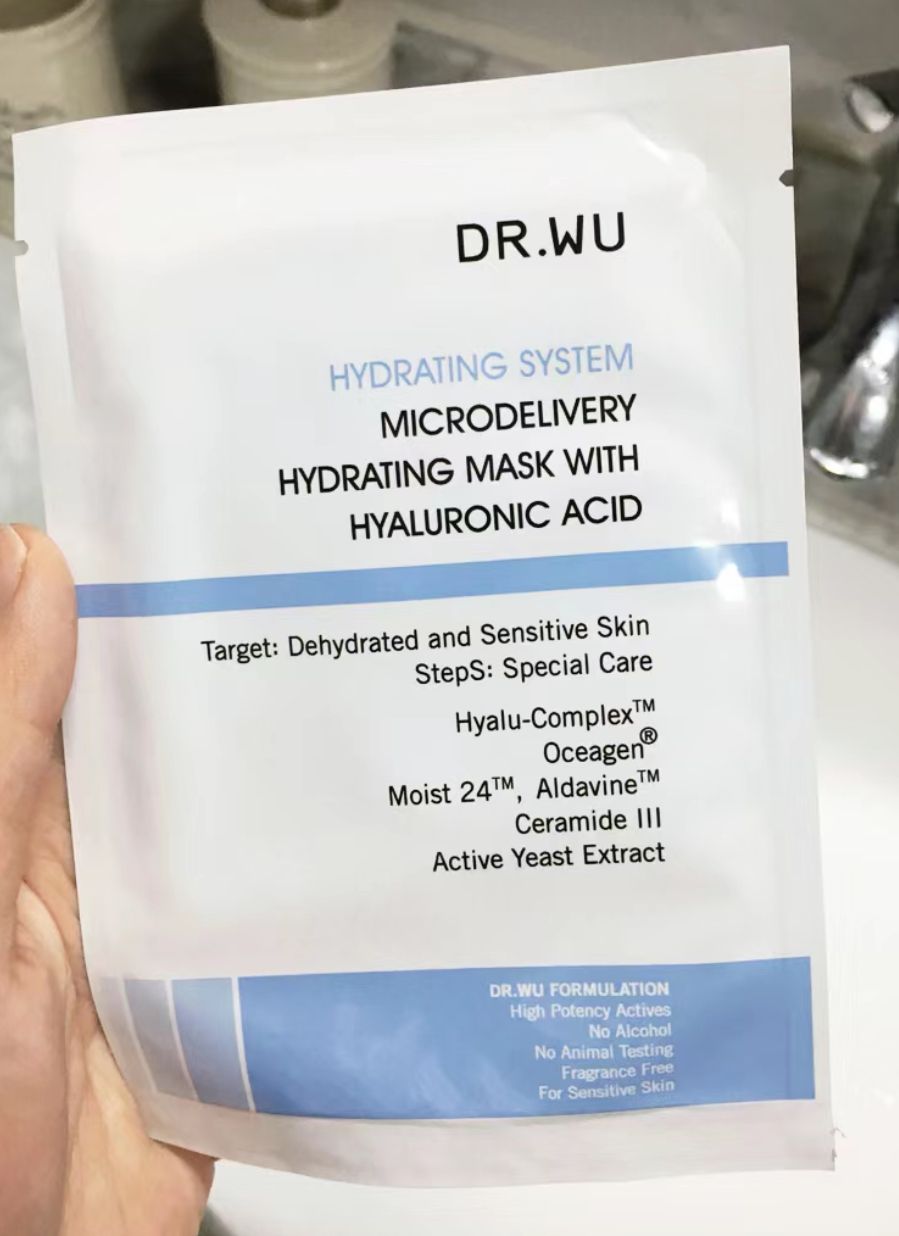 DR.WU
HYDRATING SYSTEM
MICRODELIVERY
HYDRATING MASK WITH
HYALURONIC ACID
Target: Dehydrated and Sensitive Skin
StepS: Special Care
Hyalu-Complex™
Oceagen®
Moist 24™, Aldavine™
Ceramide III
Active Yeast Extract
DR.WU FORMULATION
High Potency Actives
No Alcohol
No Animal Testing
Fragrance Free
For Sensitive Skin